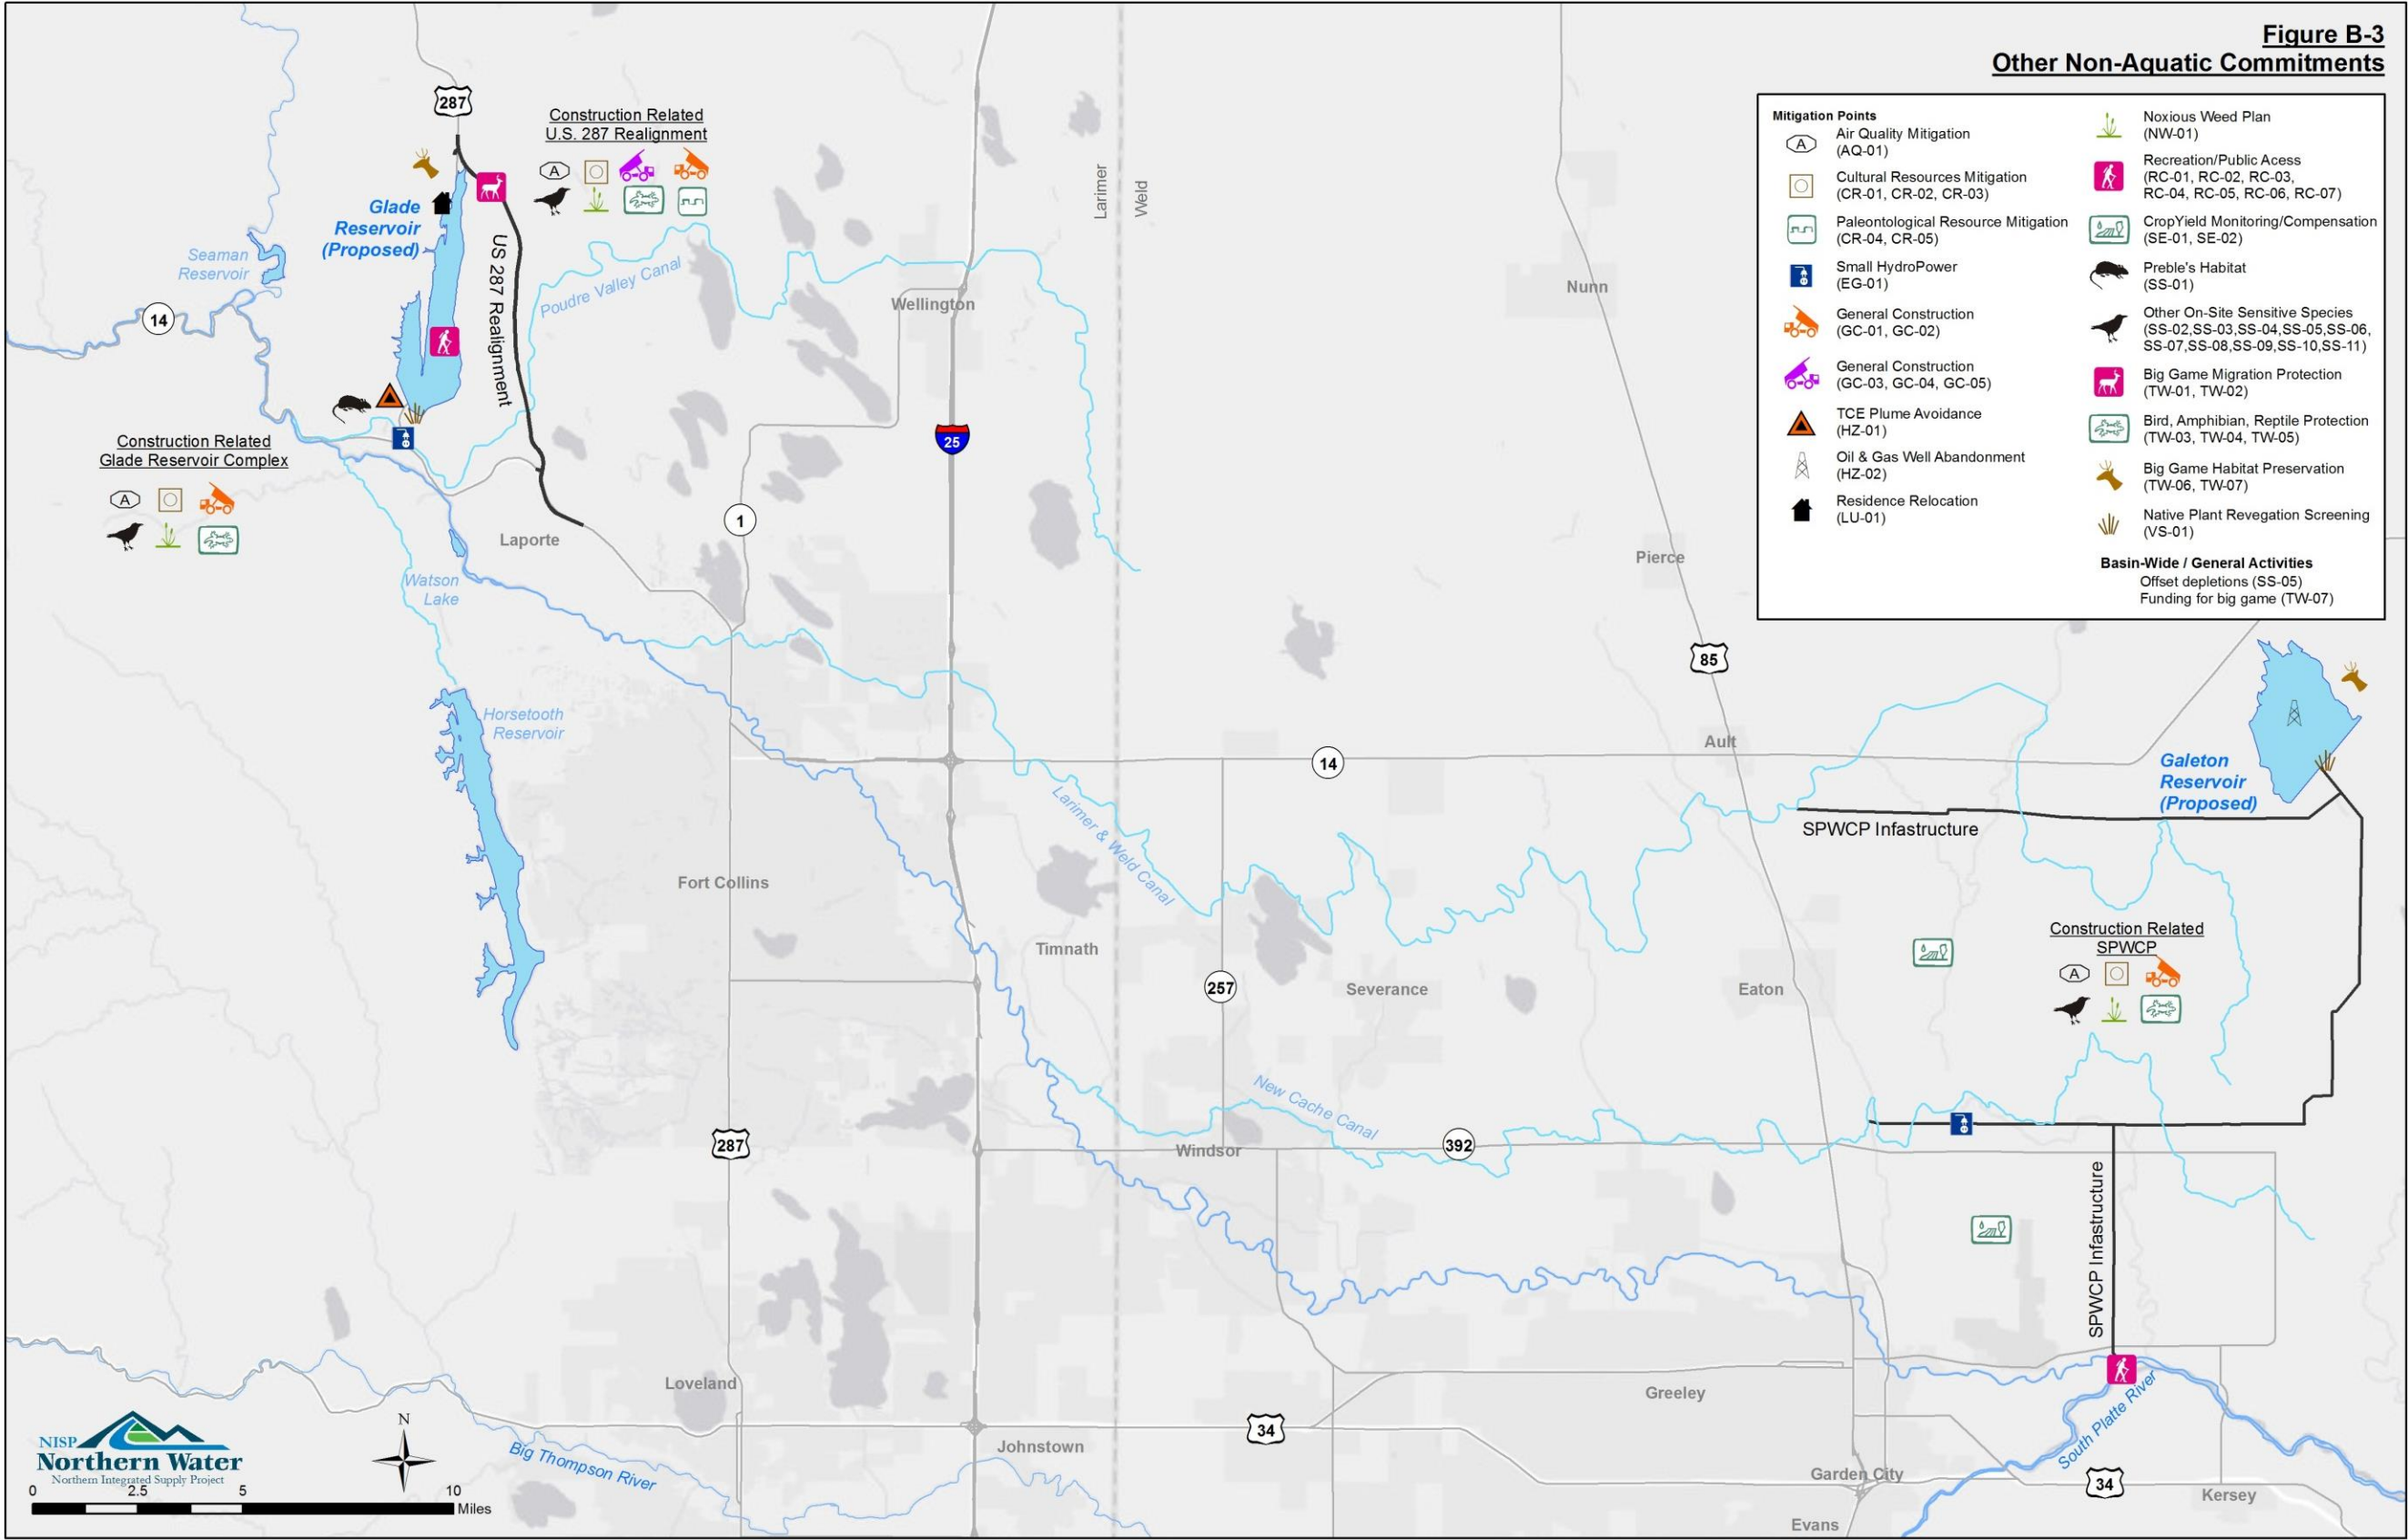 Figure B-3
Other Non-Aquatic Commitments
Mitigation Points
A
Air Quality Mitigation
(AQ-01)
Cultural Resources Mitigation
(CR-01, CR-02, CR-03)
Paleontological Resource Mitigation
(CR-04, CR-05)
Small HydroPower
(EG-01)
General Construction
(GC-01, GC-02)
General Construction
(GC-03, GC-04, GC-05)
TCE Plume Avoidance
(HZ-01)
Oil & Gas Well Abandonment
(HZ-02)
Residence Relocation
(LU-01)
Noxious Weed Plan
(NW-01)
Recreation/Public Acess
(RC-01, RC-02, RC-03,
RC-04, RC-05, RC-06, RC-07)
CropYield Monitoring/Compensation
(SE-01, SE-02)
Preble's Habitat
(SS-01)
Other On-Site Sensitive Species
(SS-02,SS-03,SS-04,SS-05,SS-06,
SS-07,SS-08,SS-09,SS-10,SS-11)
Big Game Migration Protection
(TW-01, TW-02)
Bird, Amphibian, Reptile Protection
(TW-03, TW-04, TW-05)
Big Game Habitat Preservation
(TW-06, TW-07)
Native Plant Revegation Screening
(VS-01)
Basin-Wide / General Activities
Offset depletions (SS-05)
Funding for big game (TW-07)
287
Construction Related
U.S. 287 Realignment
A
Glade
Reservoir
(Proposed)
US 287 Realignment
Seaman
Reservoir
14
Poudre Valley Canal
Larimer
Weld
Wellington
Nunn
25
Construction Related
Glade Reservoir Complex
A
1
Laporte
Watson
Lake
Pierce
85
Horsetooth
Reservoir
Ault
14
Larimer & Weld Canal
Galeton
Reservoir
(Proposed)
SPWCP Infastructure
Fort Collins
Timnath
257
Severance
Eaton
Construction Related
SPWCP
A
New Cache Canal
287
Windsor
392
SPWCP Infastructure
Loveland
Greeley
South Platte River
34
Johnstown
Big Thompson River
Garden City
34
Kersey
Evans
NISP
Northern Water
Northern Integrated Supply Project
N
0 2.5 5 10
Miles